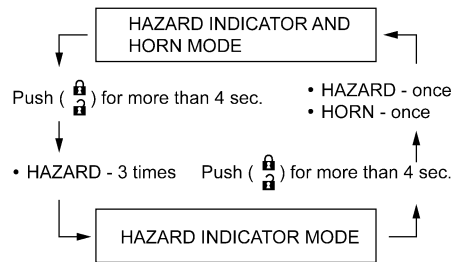 HAZARD INDICATOR AND
HORN MODE
Push ( ) for more than 4 sec.
• HAZARD - once
• HORN - once
• HAZARD - 3 times
Push ( ) for more than 4 sec.
HAZARD INDICATOR MODE